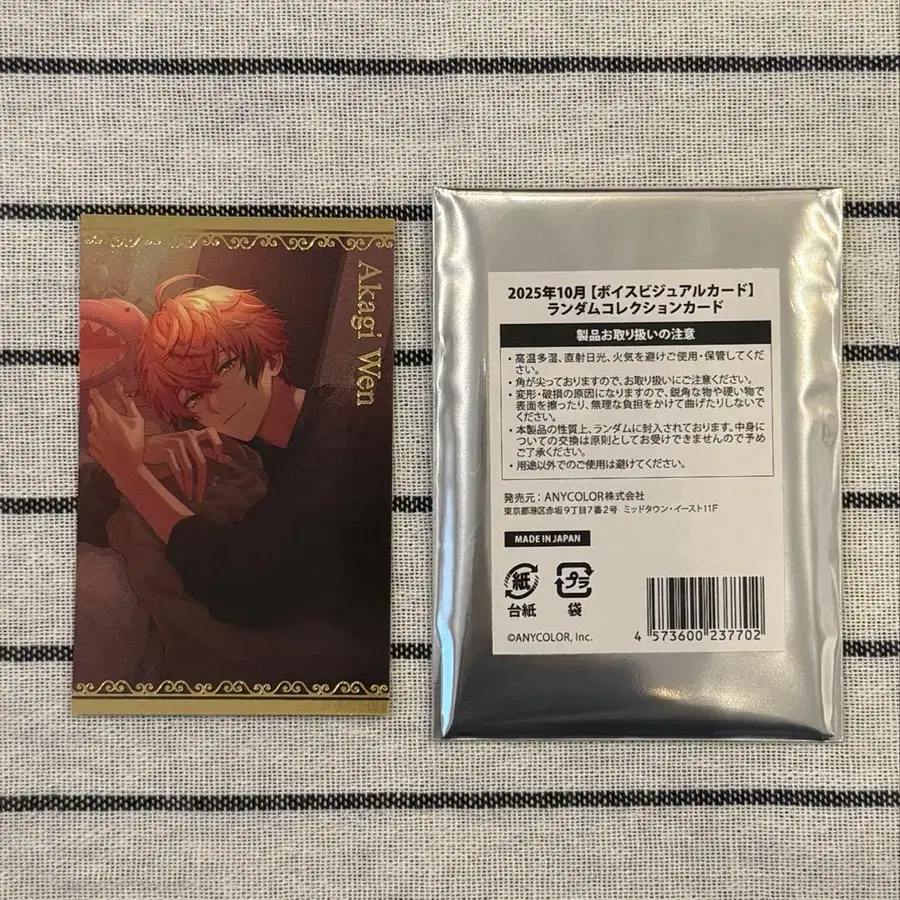 Akagi Wen
2025年10月【ボイスビジュアルカード】
ランダムコレクションカード
製品お取り扱いの注意
・高温多湿、直射日光、火気を避けご使用・保管してくだ
さい。
・角が尖っておりますので、お取り扱いにご注意ください。
・変形・破損の原因になりますので、鋭角な物や硬い物で
表面を擦ったり、無理な負担をかけて曲げたりしないで
ください。
・本製品の性質上、ランダムに封入されております。中身
についての交換は原則としてお受けできませんので予め
ご了承ください。
・用途以外でのご使用は避けてください。
発売元：ANYCOLOR株式会社
東京都港区赤坂9丁目7番2号 ミッドタウン・イースト11F
MADE IN JAPAN
紙 プラ
台紙 袋
©ANYCOLOR, Inc.
4 573600 237702